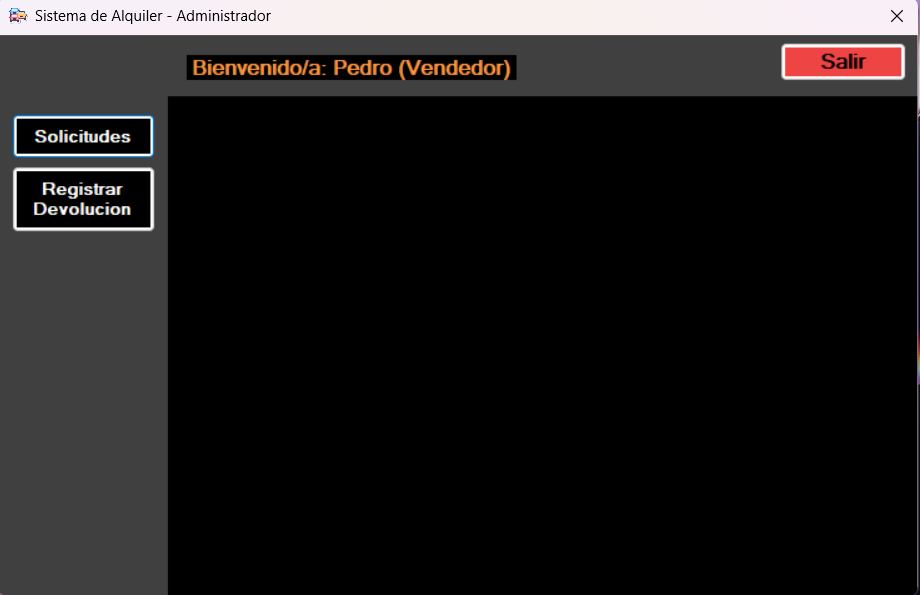 Sistema de Alquiler - Administrador
Bienvenido/a: Pedro (Vendedor)
Salir
Solicitudes
Registrar
Devolucion